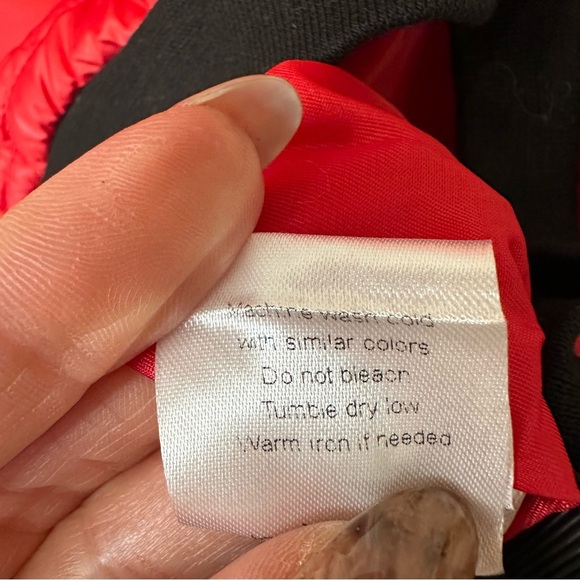 Machine wash cold
with similar colors
Do not bleach
Tumble dry low
Warm iron if needed